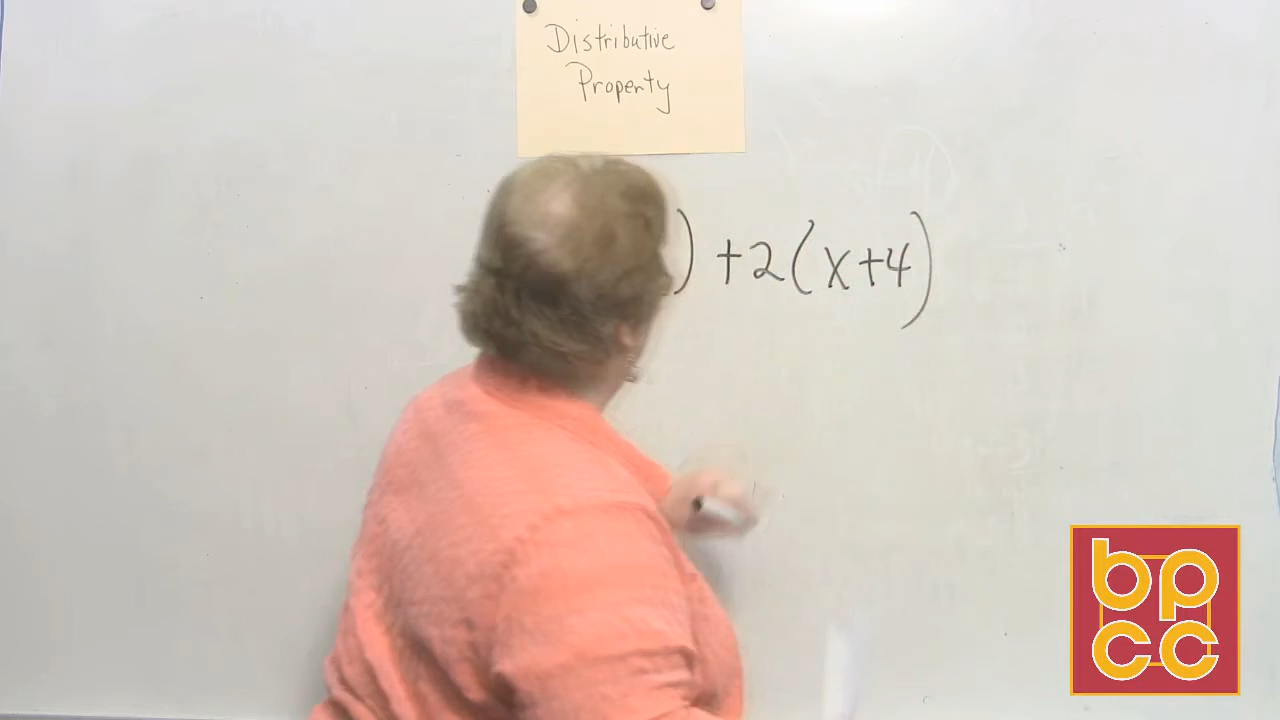 Distributive
Property
) +2(x+4)
bp
cc